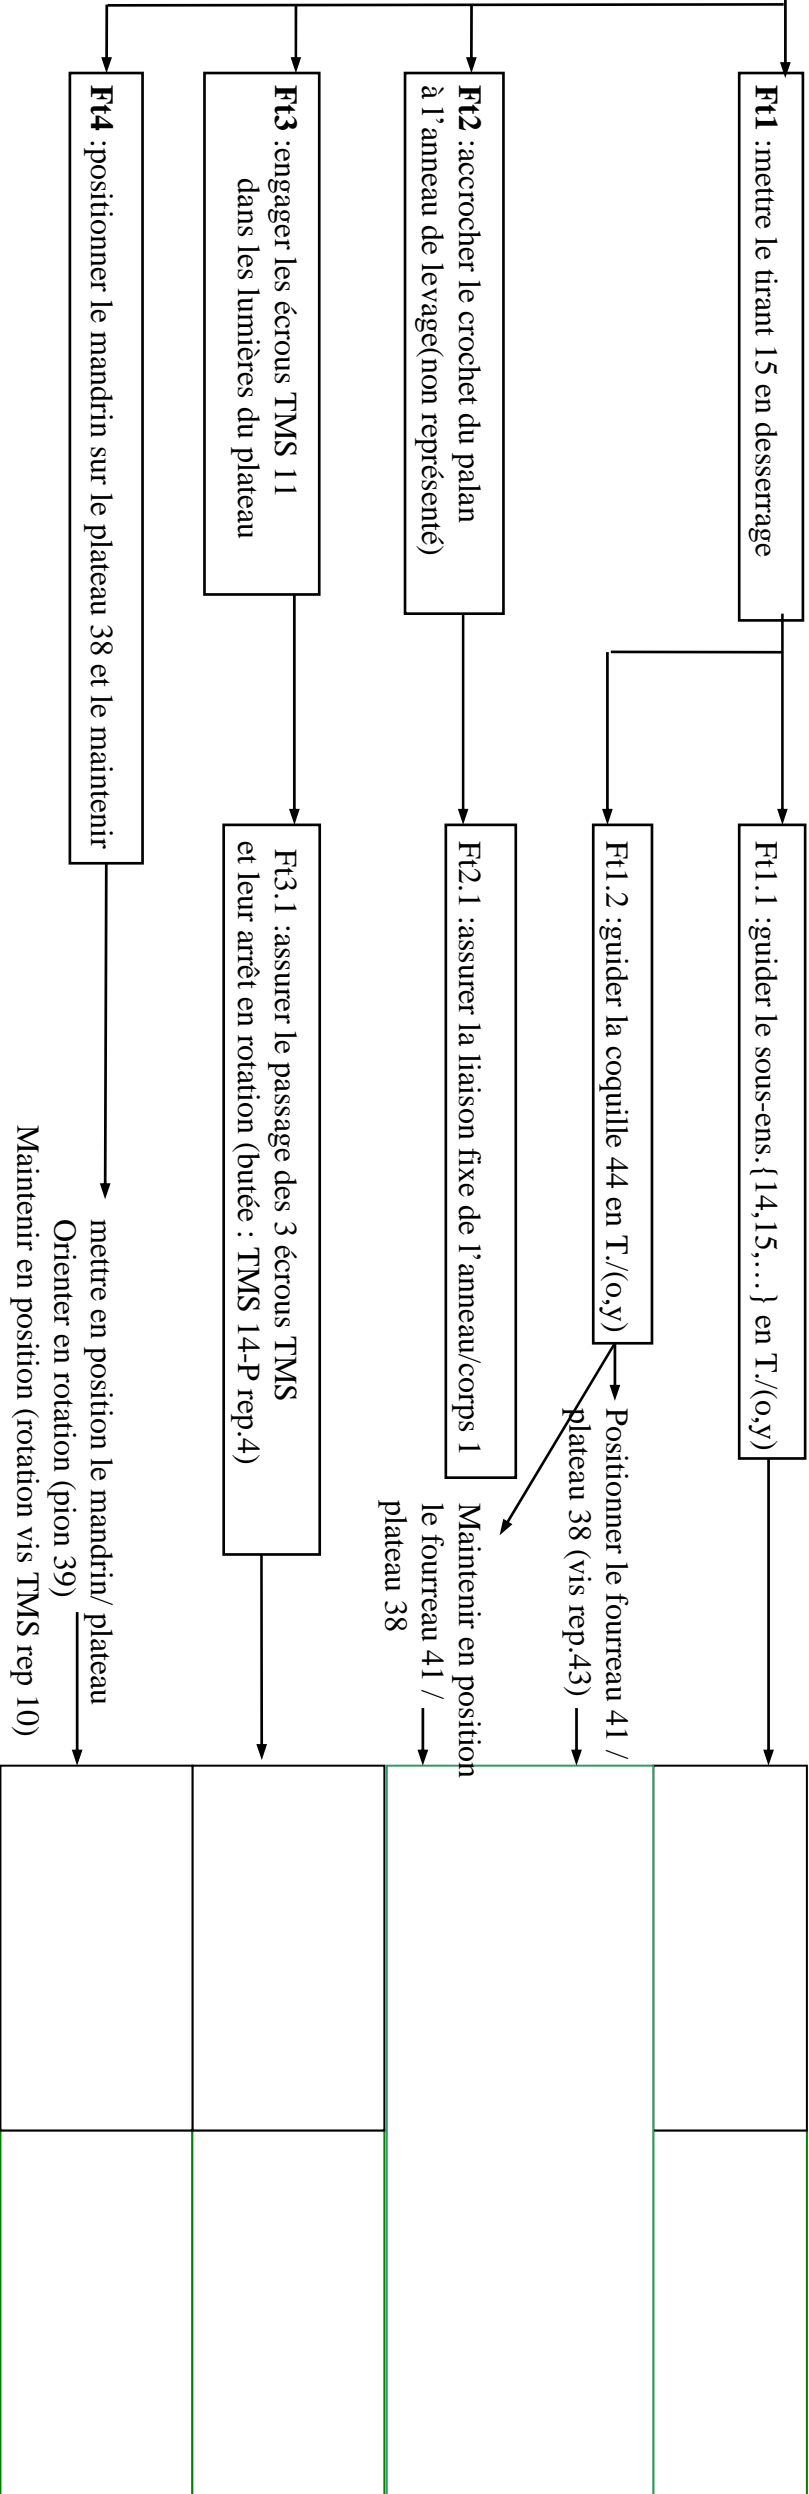 Ft1 :mettre le tirant 15 en desserrage
Ft1.1 :guider le sous-ens.{14,15,…} en T./(o,y)
Ft1.2 :guider la coquille 44 en T./(o,y)
Positionner le fourreau 41 /
plateau 38 (vis rep.43)
Maintenir en position
le fourreau 41 /
plateau 38
Ft2 :accrocher le crochet du palan
à l’anneau de levage(non représenté)
Ft2.1 :assurer la liaison fixe de l’anneau/corps 1
Ft3 :engager les écrous TMS 11
dans les lumières du plateau
Ft3.1 :assurer le passage des 3 écrous TMS
et leur arrêt en rotation (butée : TMS 14-P rep.4)
Ft4 :positionner le mandrin sur le plateau 38 et le maintenir
mettre en position le mandrin/ plateau
Orienter en rotation (pion 39)
Maintenir en position (rotation vis TMS rep 10)